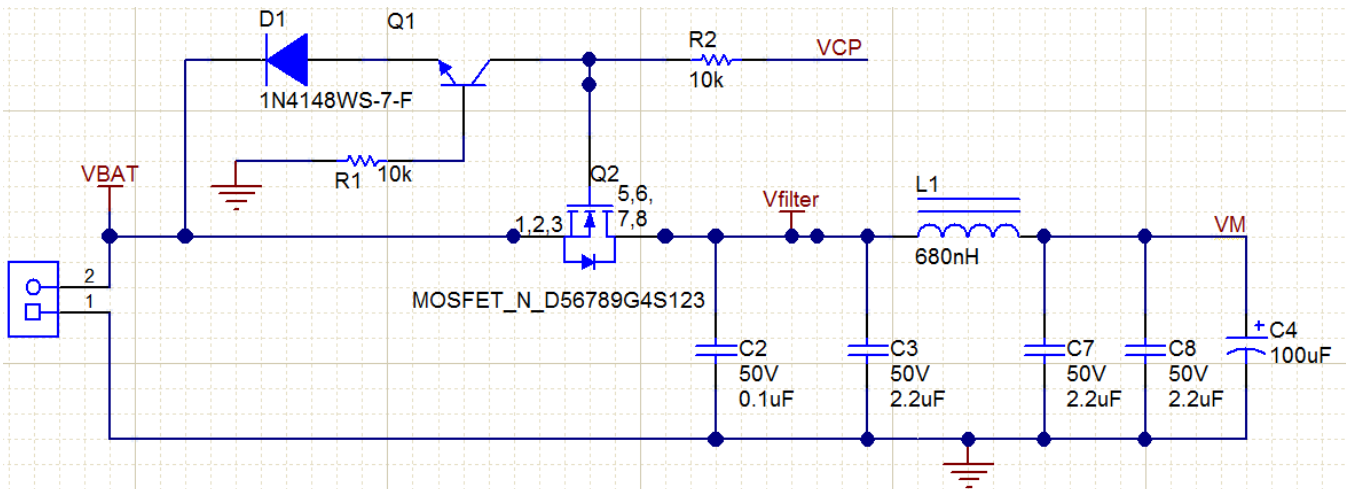 D1
Q1
R2
VCP
10k
1N4148WS-7-F
R1
10k
VBAT
Q2
5,6,
7,8
1,2,3
Vfilter
L1
680nH
VM
2
1
MOSFET_N_D56789G4S123
C2
50V
0.1uF
C3
50V
2.2uF
C7
50V
2.2uF
C8
50V
2.2uF
+
C4
100uF